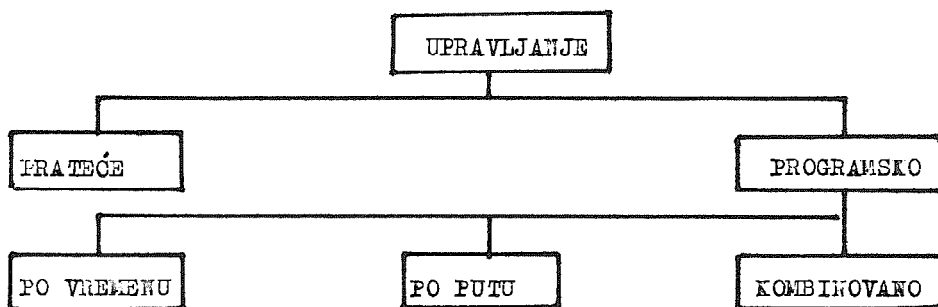 UPRAVLJANJE
PRATEĆE
PROGRAMSKO
PO VREMENU
PO PUTU
KOMBINOVANO